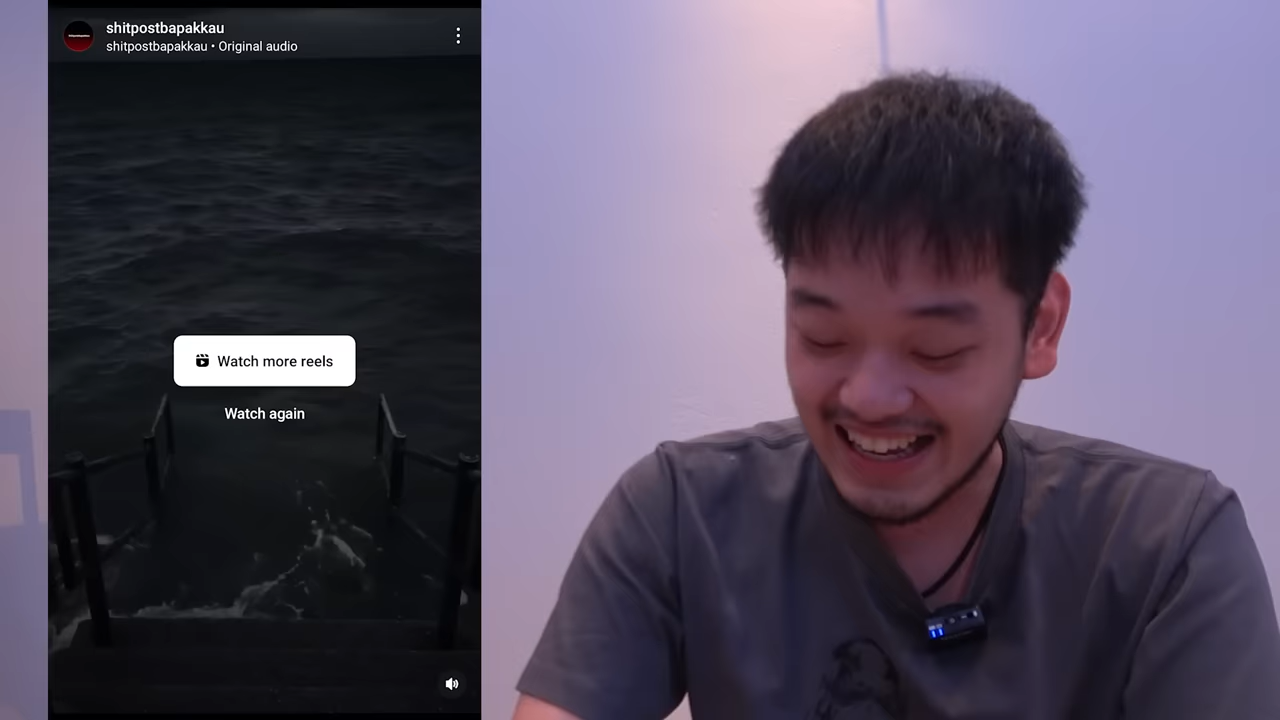 shitpostbapakkau
shitpostbapakkau • Original audio
Watch more reels
Watch again